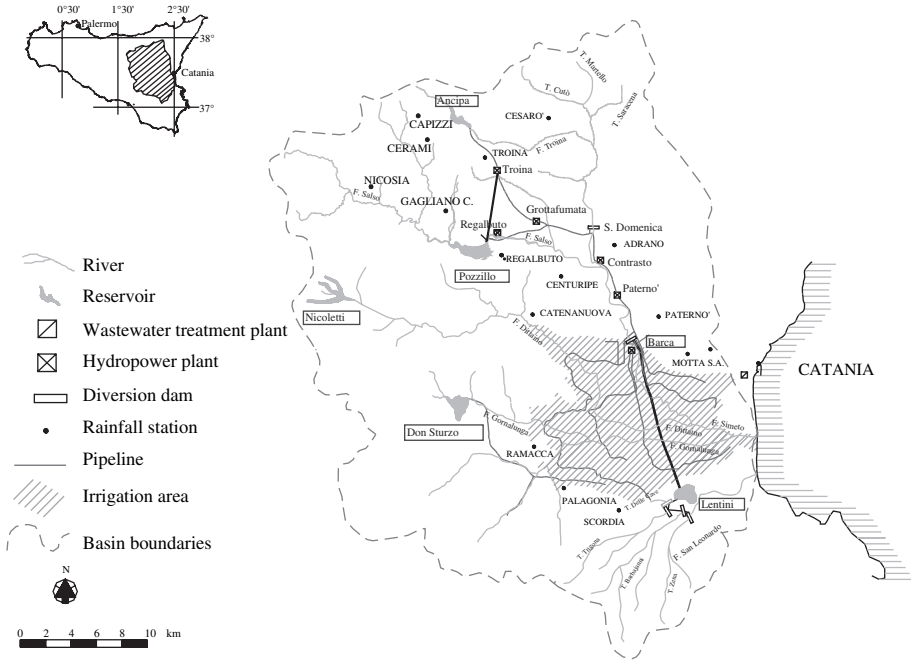 0°30' 1°30' 2°30'
Palermo
38°
Catania
37°
Ancipa
T. Martello
T. Cutò
T. Saracena
CAPIZZI
CESARO'
CERAMI
F. Troina
TROINA
Troina
NICOSIA
F. Salso
GAGLIANO C.
Grottafumata
Regalbuto
S. Domenica
F. Salso
ADRANO
REGALBUTO
Contrasto
Pozzillo
CENTURIPE
Paterno'
Nicoletti
CATENANUOVA
PATERNO'
F. Dittaino
Barca
MOTTA S.A.
CATANIA
Don Sturzo
F. Gornalunga
F. Simeto
F. Dittaino
F. Gornalunga
RAMACCA
PALAGONIA
T. Delle Cave
Lentini
SCORDIA
F. San Leonardo
T. Trigona
T. Barbajana
T. Zena
River
Reservoir
Wastewater treatment plant
Hydropower plant
Diversion dam
Rainfall station
Pipeline
Irrigation area
Basin boundaries
N
0 2 4 6 8 10 km